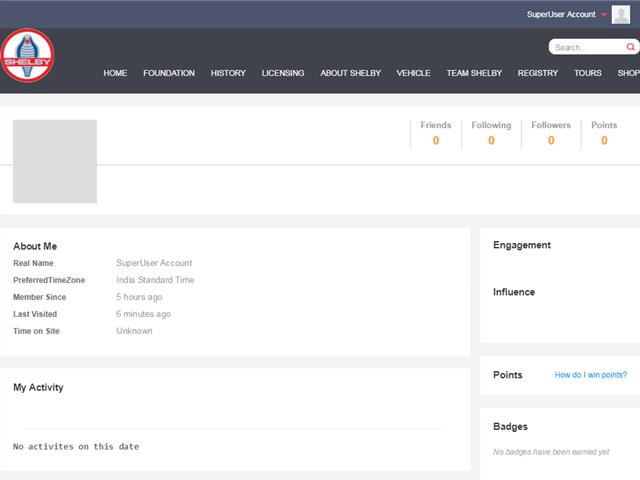 SuperUser Account
SHELBY
Search...
HOME FOUNDATION HISTORY LICENSING ABOUT SHELBY VEHICLE TEAM SHELBY REGISTRY TOURS SHOP
Friends Following Followers Points
0 0 0 0
About Me
Real Name SuperUser Account
PreferredTimeZone India Standard Time
Member Since 5 hours ago
Last Visited 6 minutes ago
Time on Site Unknown
My Activity
No activites on this date
Engagement
Influence
Points How do I win points?
Badges
No badges have been earned yet